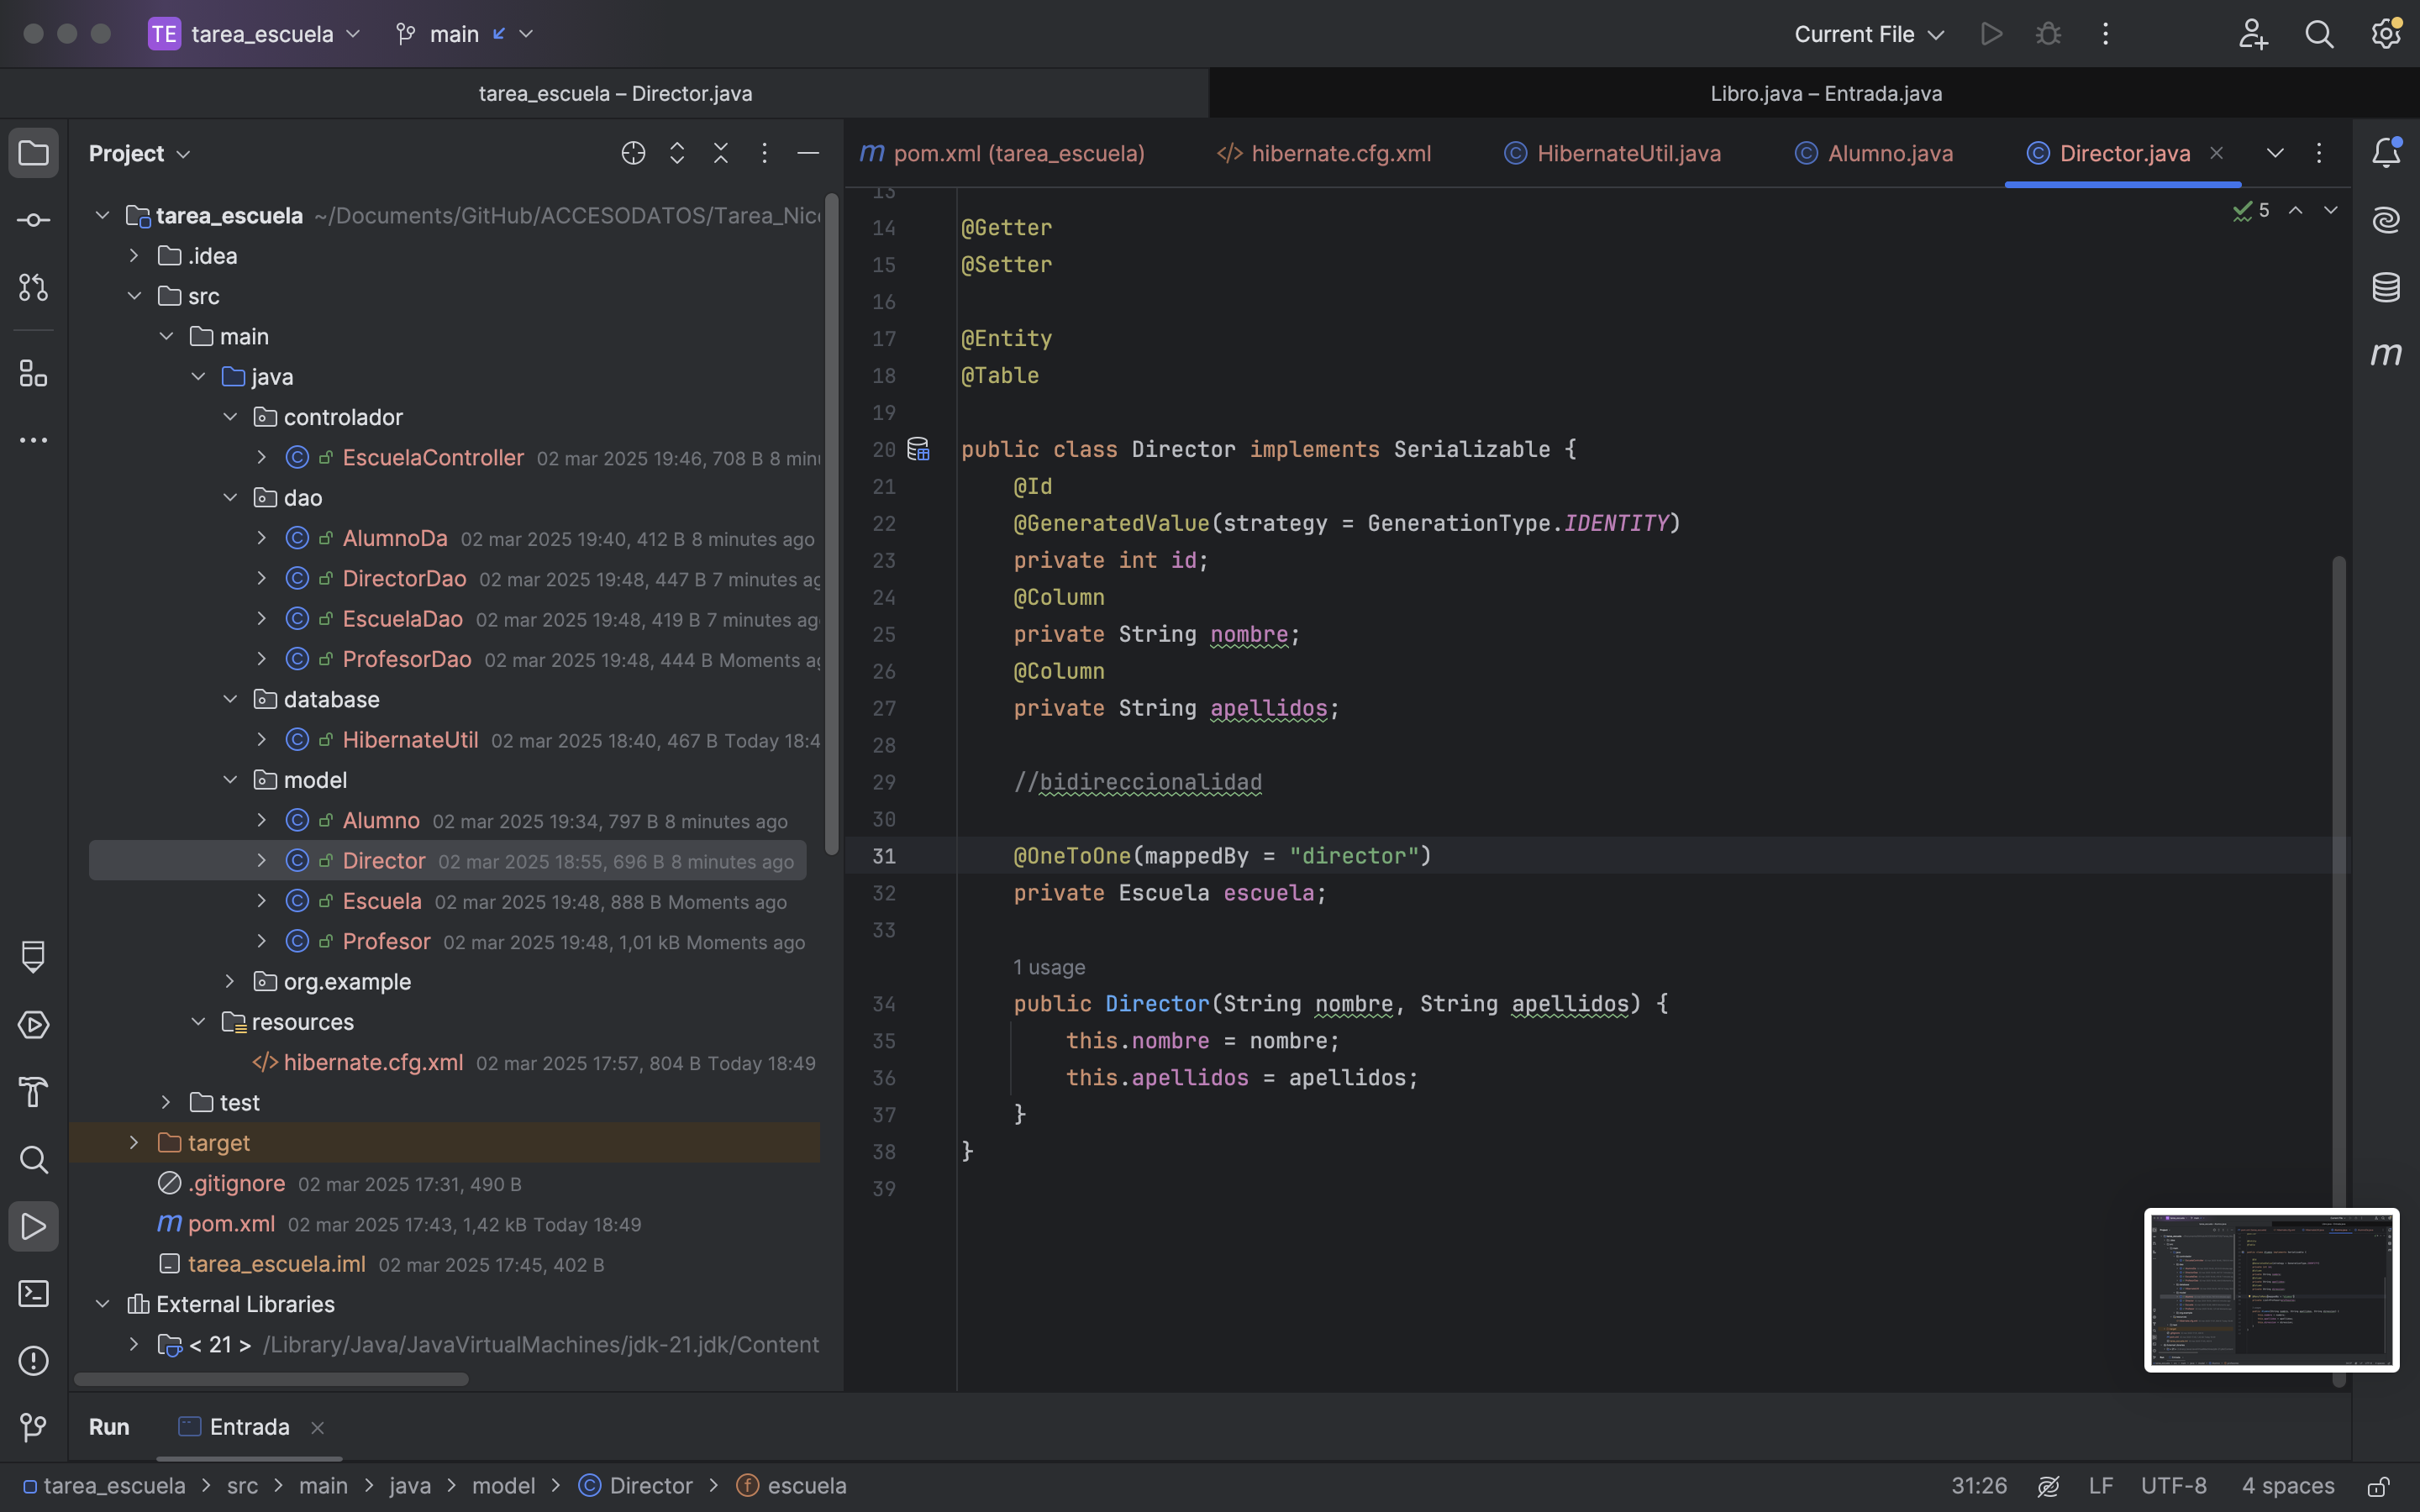 TE tarea_escuela main Current File
tarea_escuela – Director.java Libro.java – Entrada.java
Project
pom.xml (tarea_escuela) hibernate.cfg.xml HibernateUtil.java Alumno.java Director.java
tarea_escuela ~/Documents/GitHub/ACCESODATOS/Tarea_Nic
.idea
src
main
java
controlador
EscuelaController 02 mar 2025 19:46, 708 B 8 min
dao
AlumnoDa 02 mar 2025 19:40, 412 B 8 minutes ago
DirectorDao 02 mar 2025 19:48, 447 B 7 minutes ag
EscuelaDao 02 mar 2025 19:48, 419 B 7 minutes ag
ProfesorDao 02 mar 2025 19:48, 444 B Moments ag
database
HibernateUtil 02 mar 2025 18:40, 467 B Today 18:4
model
Alumno 02 mar 2025 19:34, 797 B 8 minutes ago
Director 02 mar 2025 18:55, 696 B 8 minutes ago
Escuela 02 mar 2025 19:48, 888 B Moments ago
Profesor 02 mar 2025 19:48, 1,01 kB Moments ago
org.example
resources
hibernate.cfg.xml 02 mar 2025 17:57, 804 B Today 18:49
test
target
.gitignore 02 mar 2025 17:31, 490 B
pom.xml 02 mar 2025 17:43, 1,42 kB Today 18:49
tarea_escuela.iml 02 mar 2025 17:45, 402 B
External Libraries
< 21 > /Library/Java/JavaVirtualMachines/jdk-21.jdk/Content
5
13
14 @Getter
15 @Setter
16
17 @Entity
18 @Table
19
20 public class Director implements Serializable {
21 @Id
22 @GeneratedValue(strategy = GenerationType.IDENTITY)
23 private int id;
24 @Column
25 private String nombre;
26 @Column
27 private String apellidos;
28
29 //bidireccionalidad
30
31 @OneToOne(mappedBy = "director")
32 private Escuela escuela;
33
1 usage
34 public Director(String nombre, String apellidos) {
35 this.nombre = nombre;
36 this.apellidos = apellidos;
37 }
38 }
39
Run Entrada
tarea_escuela > src > main > java > model > Director > escuela 31:26 LF UTF-8 4 spaces